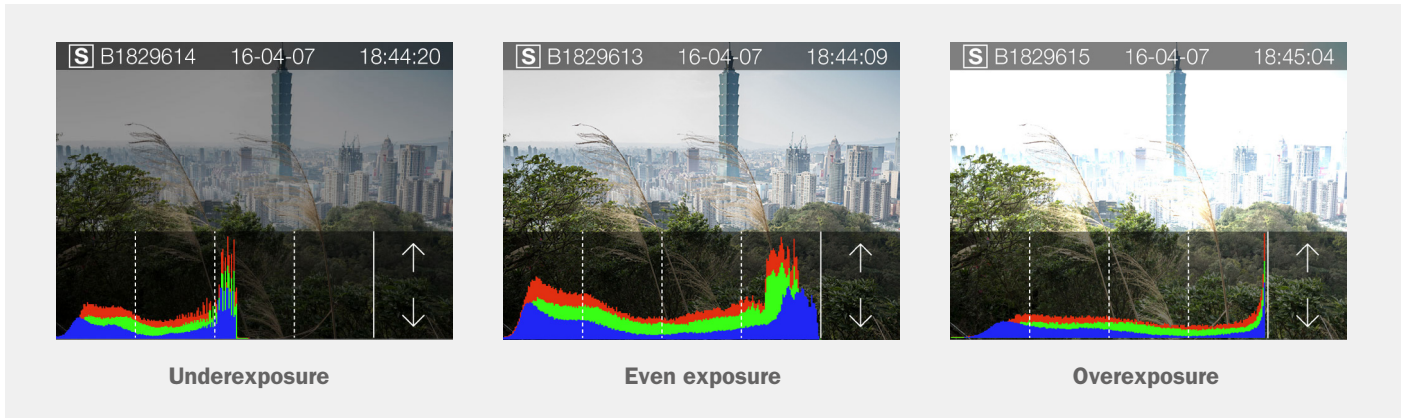 S B1829614 16-04-07 18:44:20
S B1829613 16-04-07 18:44:09
S B1829615 16-04-07 18:45:04
Underexposure
Even exposure
Overexposure